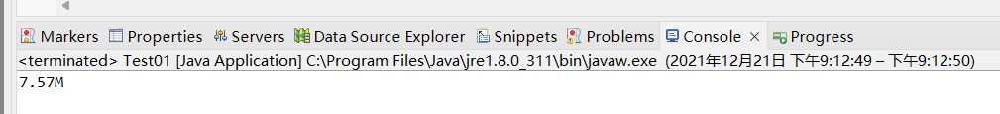 Markers Properties Servers Data Source Explorer Snippets Problems Console Progress
<terminated> Test01 [Java Application] C:\Program Files\Java\jre1.8.0_311\bin\javaw.exe (2021年12月21日 下午9:12:49 – 下午9:12:50)
7.57M